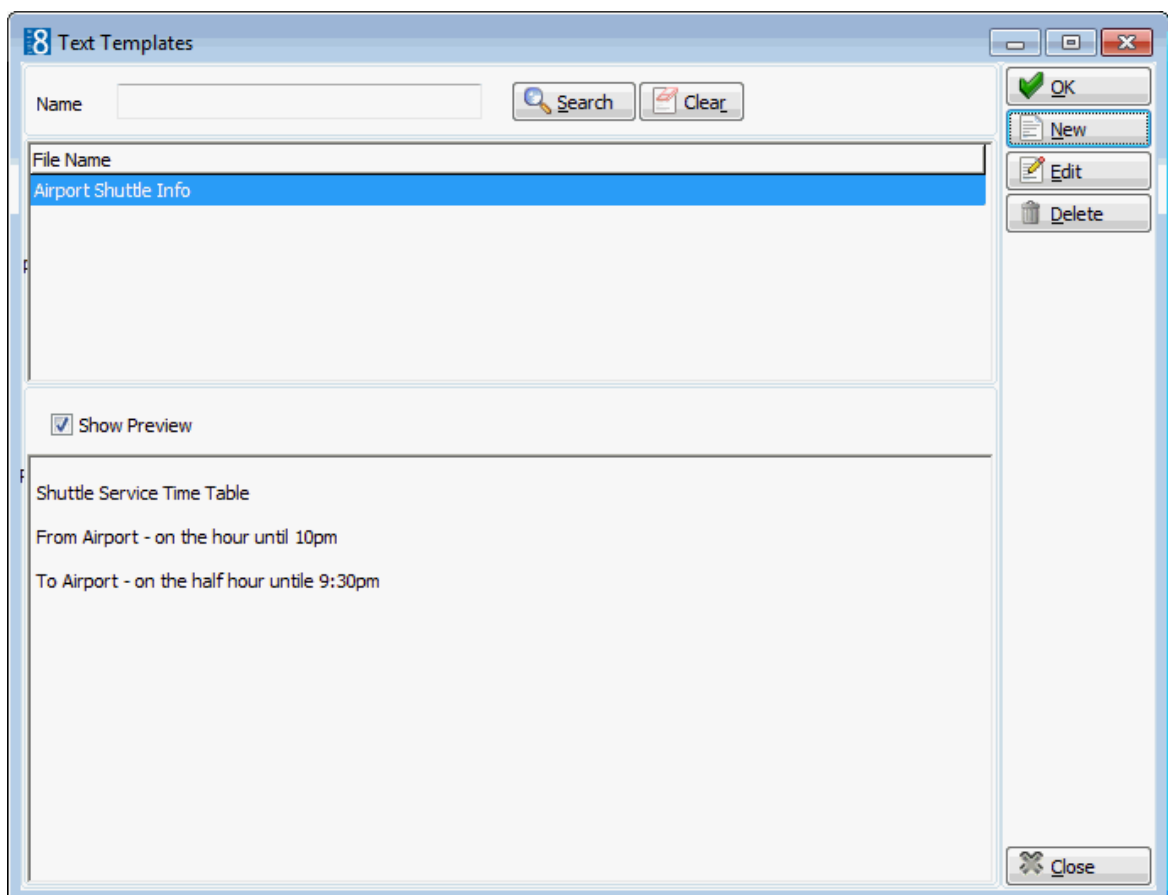 8 Text Templates
Name Search Clear
OK
New
File Name
Edit
Airport Shuttle Info
Delete
Show Preview
Shuttle Service Time Table
From Airport - on the hour until 10pm
To Airport - on the half hour untile 9:30pm
Close